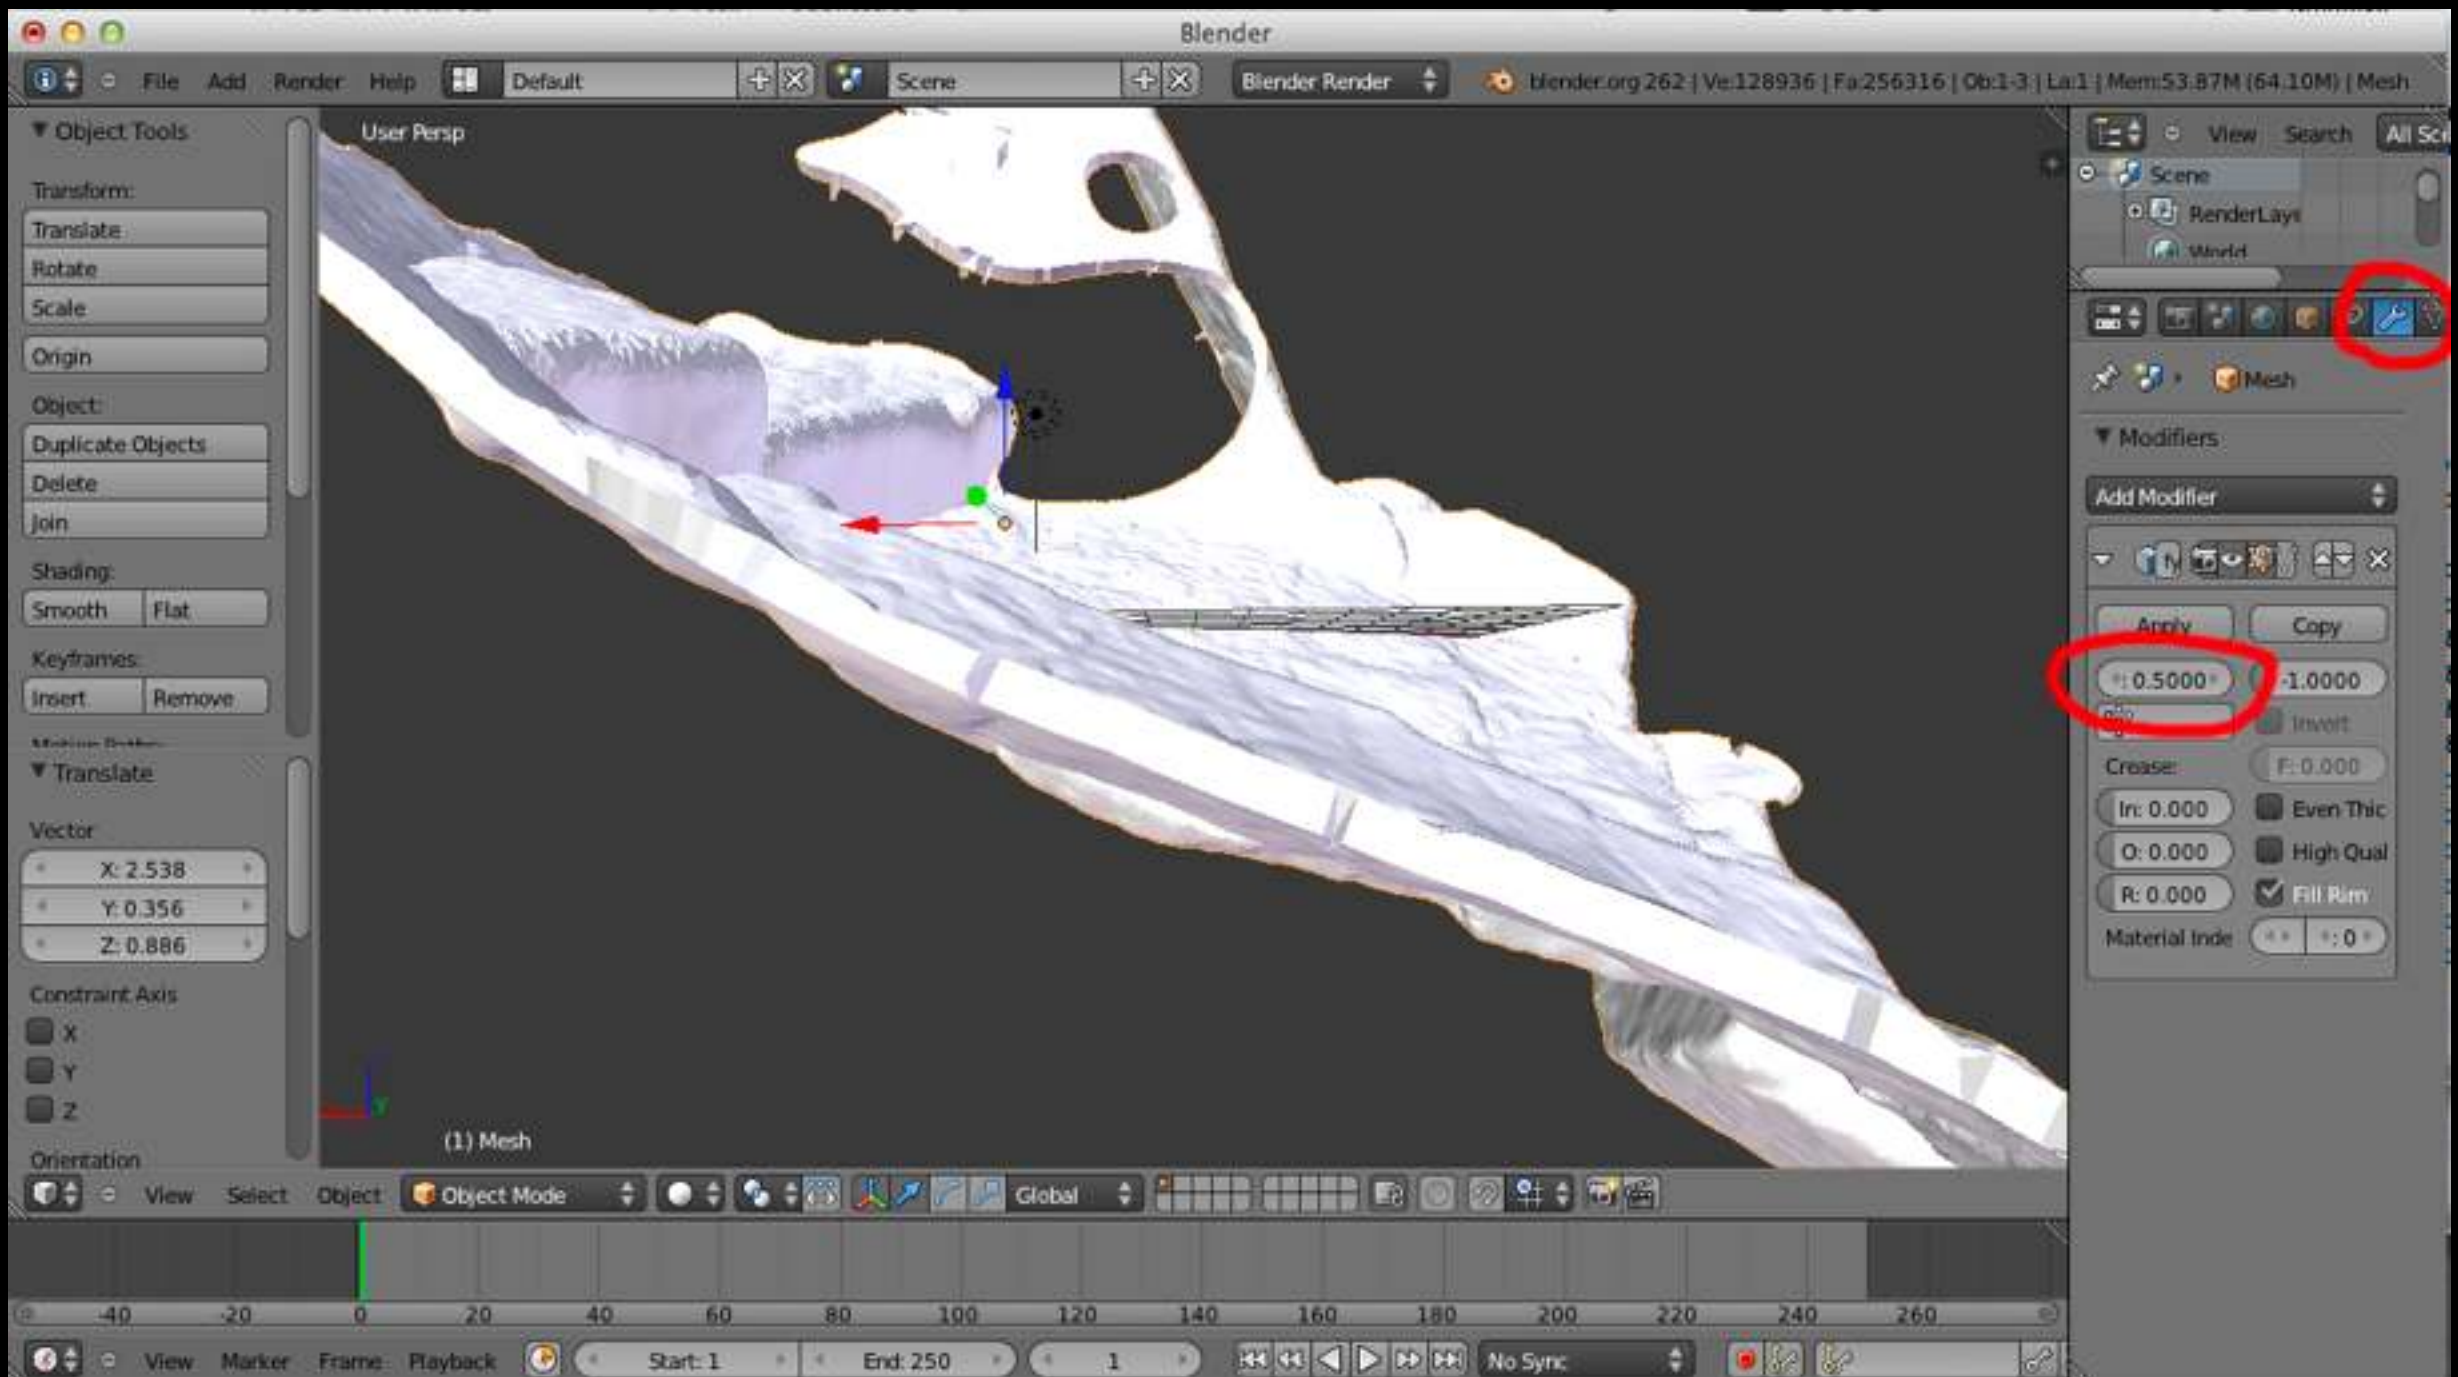 Blender
File Add Render Help Default Scene Blender Render blender.org 262 | Ve:128936 | Fa:256316 | Ob:1-3 | La:1 | Mem:53.87M (64.10M) | Mesh
Object Tools
Transform:
Translate
Rotate
Scale
Origin
Object:
Duplicate Objects
Delete
Join
Shading:
Smooth Flat
Keyframes:
Insert Remove
Translate
Vector
X: 2.538
Y: 0.356
Z: 0.886
Constraint Axis
X
Y
Z
Orientation
User Persp
(1) Mesh
View Search All Sce
Scene
RenderLaye
World
Mesh
Modifiers
Add Modifier
Apply Copy
: 0.5000 -1.0000
Invert
Crease: F: 0.000
In: 0.000 Even Thic
O: 0.000 High Qual
R: 0.000 Fill Rim
Material Inde : 0
View Select Object Object Mode Global
-40 -20 0 20 40 60 80 100 120 140 160 180 200 220 240 260
View Marker Frame Playback Start: 1 End: 250 1 No Sync